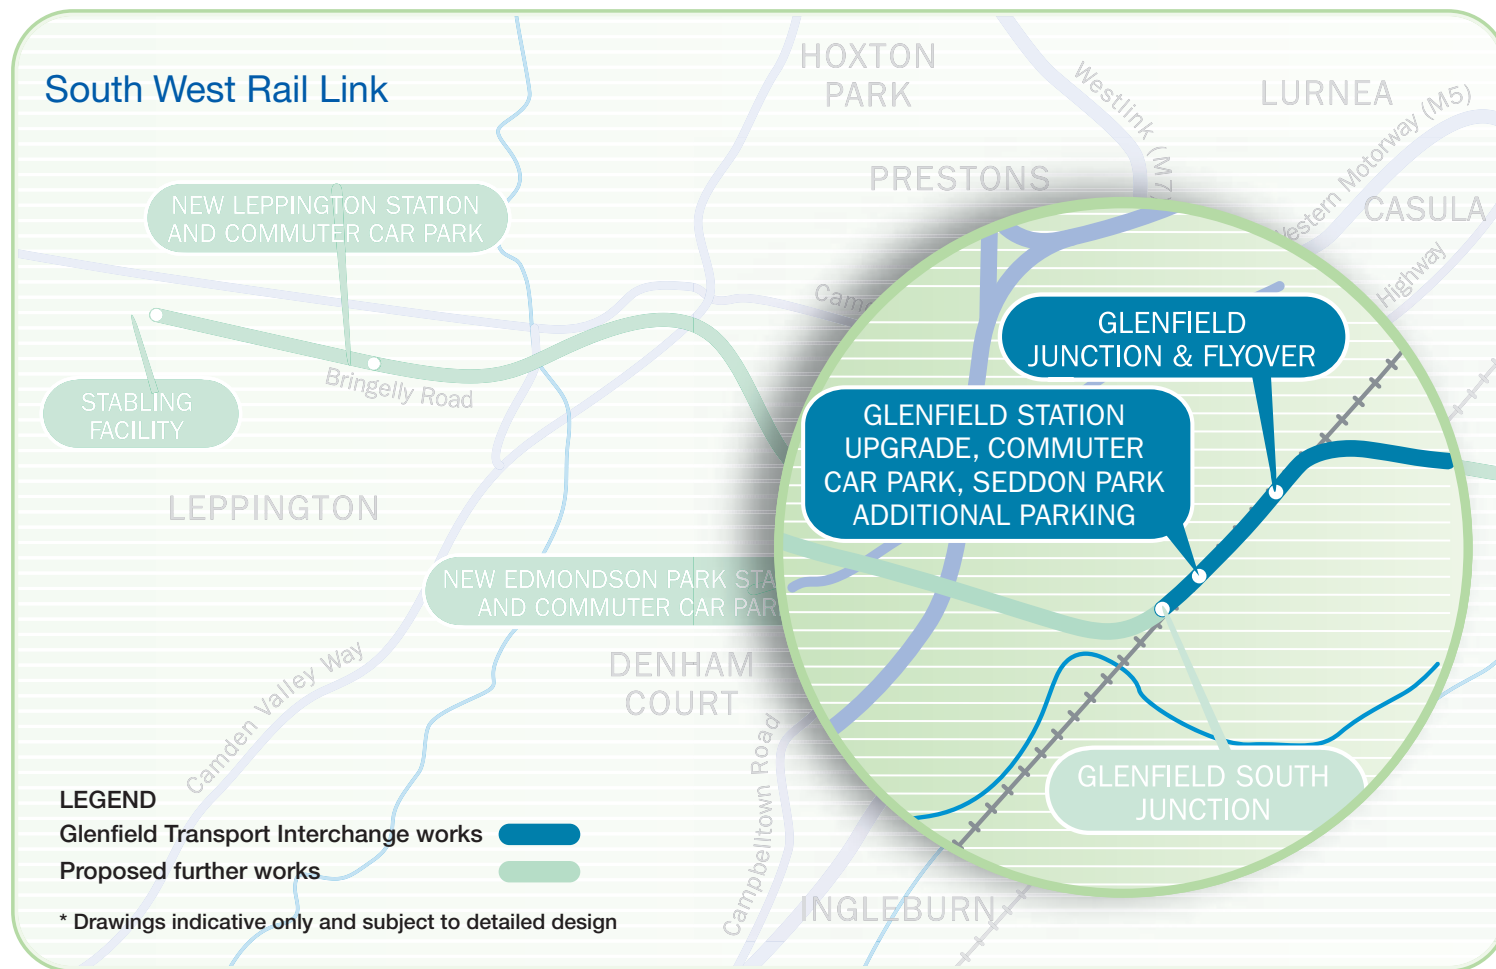 South West Rail Link
HOXTON
PARK
Westlink (M7)
LURNEA
Western Motorway (M5)
PRESTONS
CASULA
NEW LEPPINGTON STATION
AND COMMUTER CAR PARK
Highway
GLENFIELD
JUNCTION & FLYOVER
Bringelly Road
STABLING
FACILITY
GLENFIELD STATION
UPGRADE, COMMUTER
CAR PARK, SEDDON PARK
ADDITIONAL PARKING
LEPPINGTON
NEW EDMONDSON PARK
AND COMMUTER CAR
DENHAM
COURT
Camden Valley Way
Campbelltown Road
GLENFIELD SOUTH
JUNCTION
LEGEND
Glenfield Transport Interchange works
Proposed further works
* Drawings indicative only and subject to detailed design
INGLEBURN